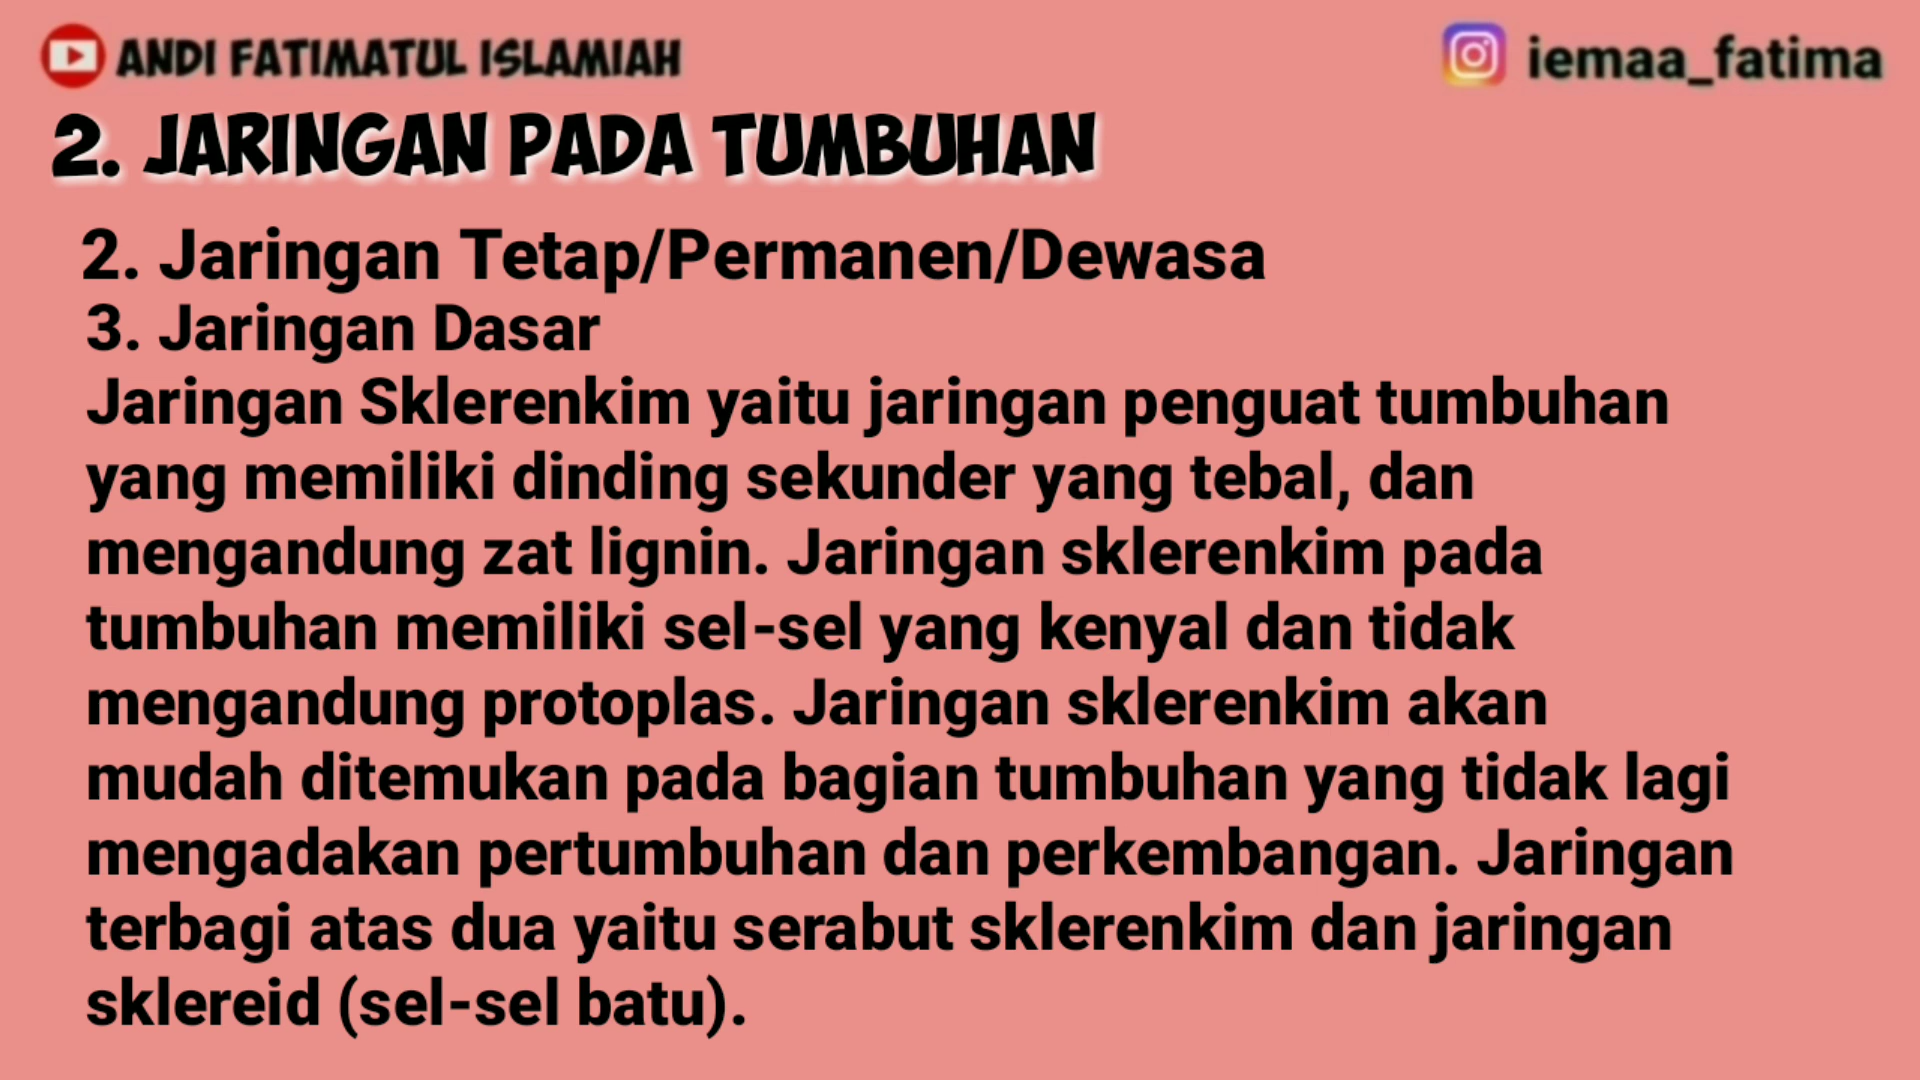 ANDI FATIMATUL ISLAMIAH
iemaa_fatima
2. JARINGAN PADA TUMBUHAN
2. Jaringan Tetap/Permanen/Dewasa
3. Jaringan Dasar
Jaringan Sklerenkim yaitu jaringan penguat tumbuhan
yang memiliki dinding sekunder yang tebal, dan
mengandung zat lignin. Jaringan sklerenkim pada
tumbuhan memiliki sel-sel yang kenyal dan tidak
mengandung protoplas. Jaringan sklerenkim akan
mudah ditemukan pada bagian tumbuhan yang tidak lagi
mengadakan pertumbuhan dan perkembangan. Jaringan
terbagi atas dua yaitu serabut sklerenkim dan jaringan
sklereid (sel-sel batu).